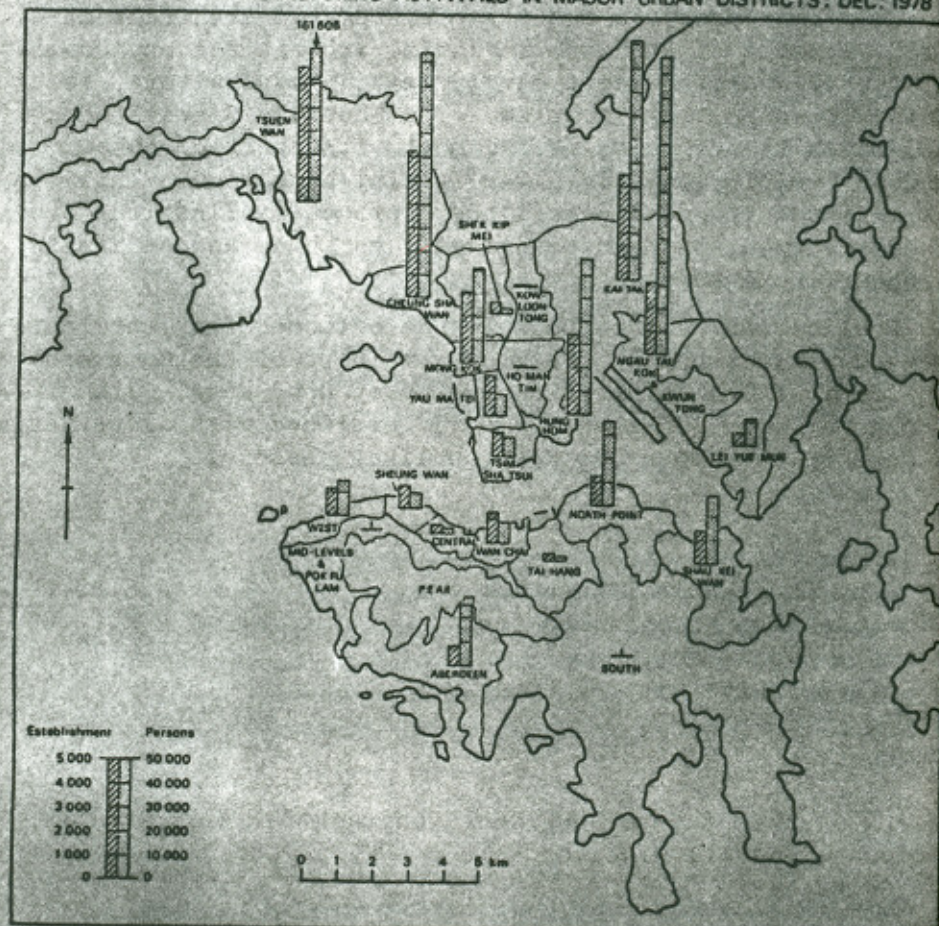 IN MAJOR URBAN DISTRICTS, DEC. 1978
161 606
TSUEN
WAN
SHEK KIP
MEI
CHEUNG SHA
WAN
KOW-
LOON
TONG
KAI TAK
MONG KOK
HO MAN
TIN
NGAU TAU
KOK
&
KWUN
TONG
YAU MA TEI
HUNG
HOM
LEI YUE MUN
TSIM
SHA TSUI
N
SHEUNG WAN
WEST
CENTRAL
WAN CHAI
NORTH POINT
TAI HANG
SHAU KEI
WAN
MID-LEVELS
&
POK FU
LAM
PEAK
ABERDEEN
SOUTH
Establishment Persons
5 000 50 000
4 000 40 000
3 000 30 000
2 000 20 000
1 000 10 000
0 0
0 1 2 4 6 km